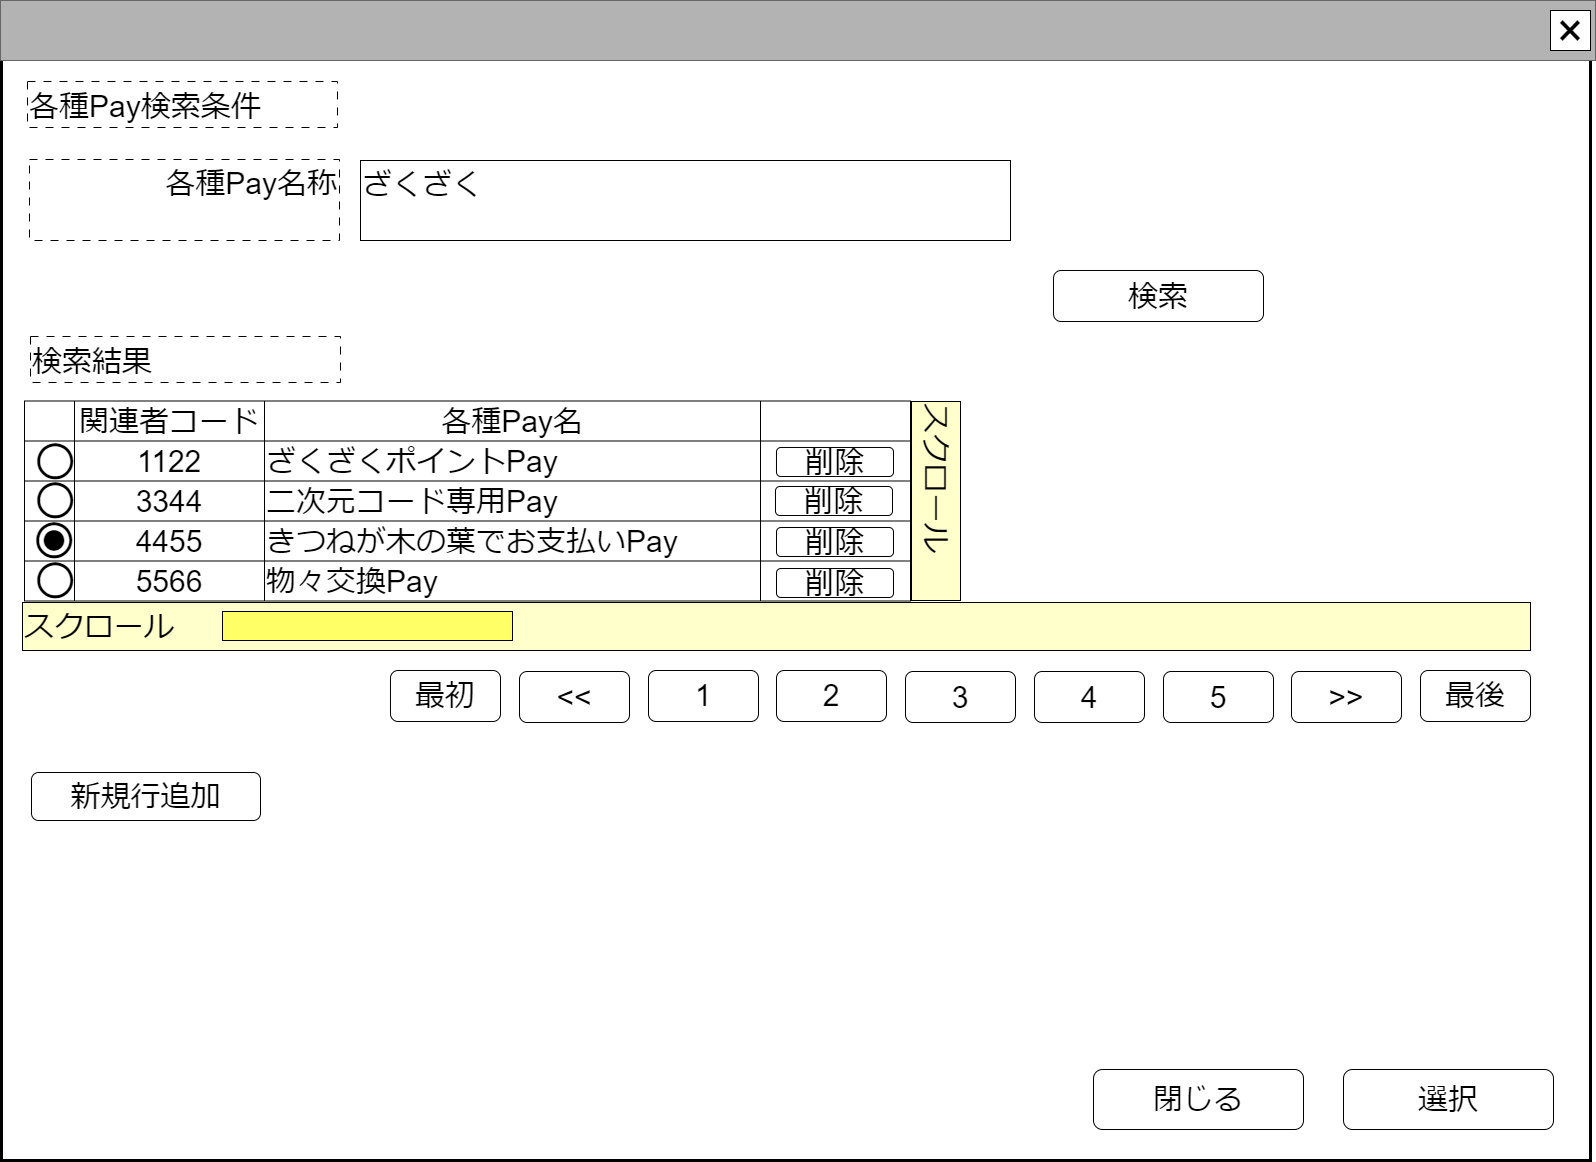 各種Pay検索条件
各種Pay名称 ざくざく
検索
検索結果
関連者コード 各種Pay名
1122 ざくざくポイントPay 削除
3344 二次元コード専用Pay 削除
4455 きつねが木の葉でお支払いPay 削除
5566 物々交換Pay 削除
スクロール
スクロール
最初 << 1 2 3 4 5 >> 最後
新規行追加
閉じる 選択